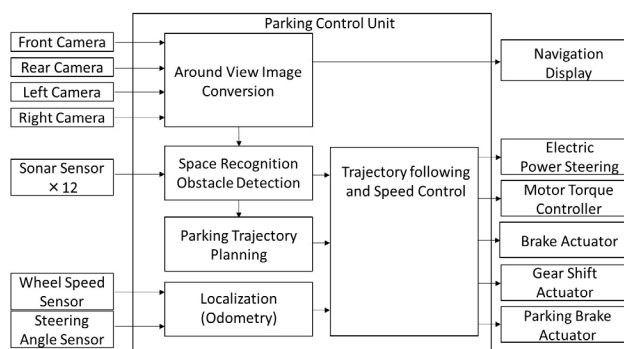 Parking Control Unit
Front Camera
Rear Camera
Left Camera
Right Camera
Around View Image
Conversion
Navigation
Display
Sonar Sensor
×12
Space Recognition
Obstacle Detection
Trajectory following
and Speed Control
Electric
Power Steering
Motor Torque
Controller
Parking Trajectory
Planning
Brake Actuator
Wheel Speed
Sensor
Steering
Angle Sensor
Localization
(Odometry)
Gear Shift
Actuator
Parking Brake
Actuator